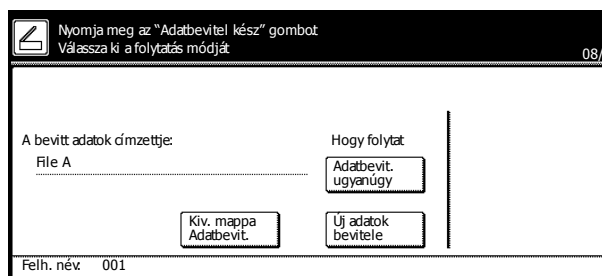 Nyomja meg az "Adatbevitel kész" gombot
Válassza ki a folytatás módját
08/
A bevitt adatok címzettje:
Hogy folytat
File A
Adatbevit.
ugyanúgy
Kiv. mappa
Adatbevit.
Új adatok
bevitele
Felh. név: 001